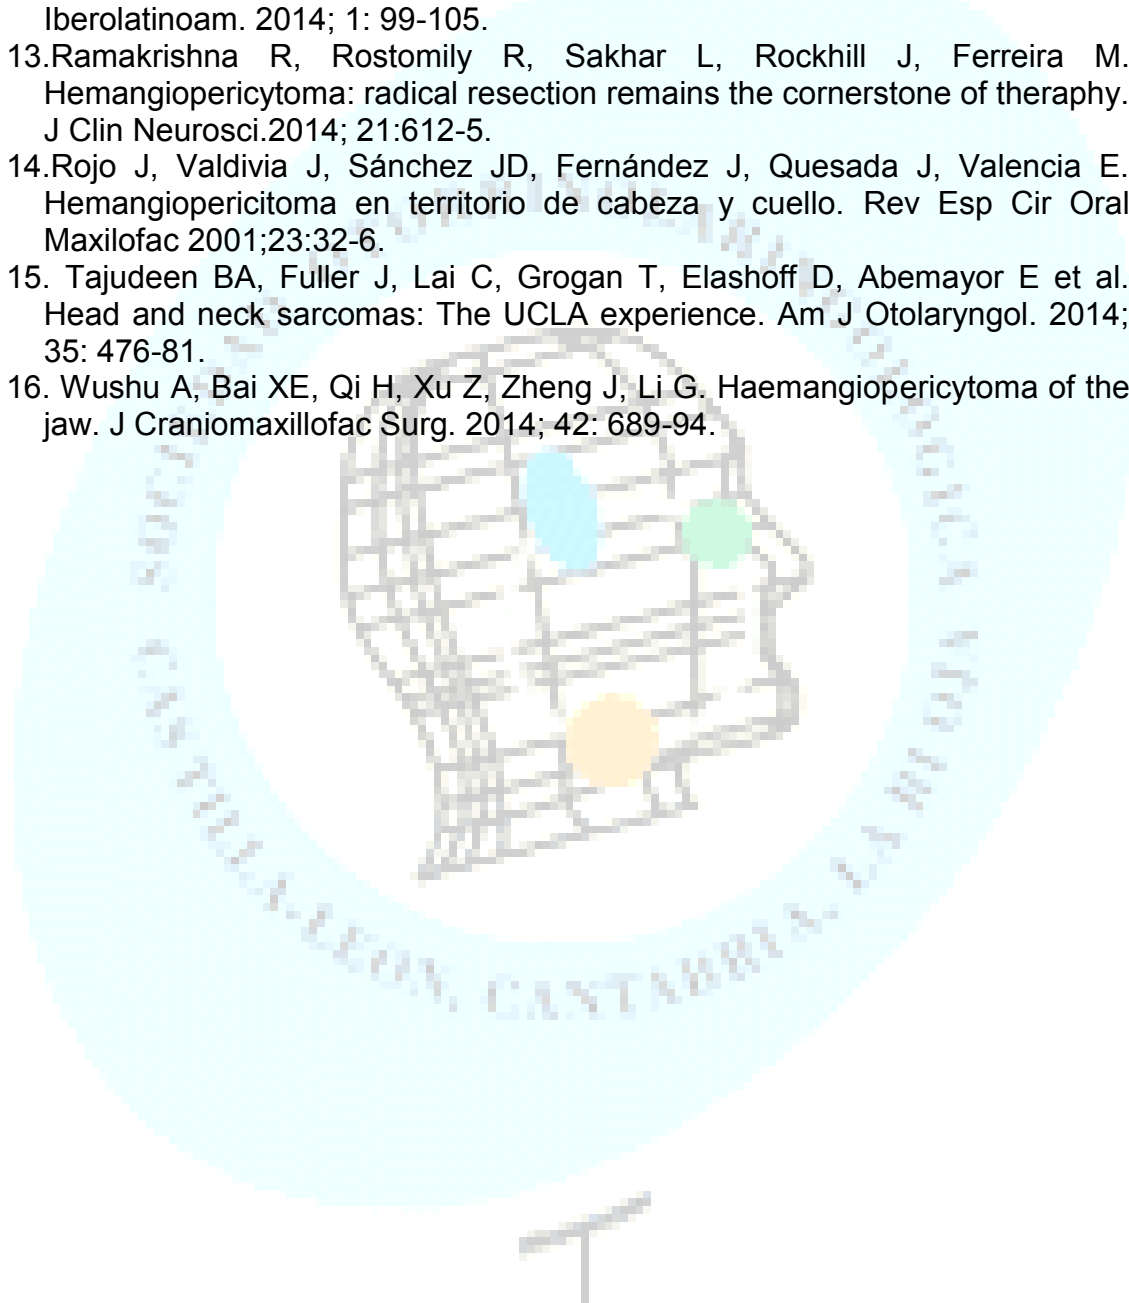 Iberolatinoam. 2014; 1: 99-105.
13.Ramakrishna R, Rostomily R, Sakhar L, Rockhill J, Ferreira M.
Hemangiopericytoma: radical resection remains the cornerstone of theraphy.
J Clin Neurosci.2014; 21:612-5.
14.Rojo J, Valdivia J, Sánchez JD, Fernández J, Quesada J, Valencia E.
Hemangiopericitoma en territorio de cabeza y cuello. Rev Esp Cir Oral
Maxilofac 2001;23:32-6.
15. Tajudeen BA, Fuller J, Lai C, Grogan T, Elashoff D, Abemayor E et al.
Head and neck sarcomas: The UCLA experience. Am J Otolaryngol. 2014;
35: 476-81.
16. Wushu A, Bai XE, Qi H, Xu Z, Zheng J, Li G. Haemangiopericytoma of the
jaw. J Craniomaxillofac Surg. 2014; 42: 689-94.
CASTILLA-LEON, CANTABRIA, LA RIOJA